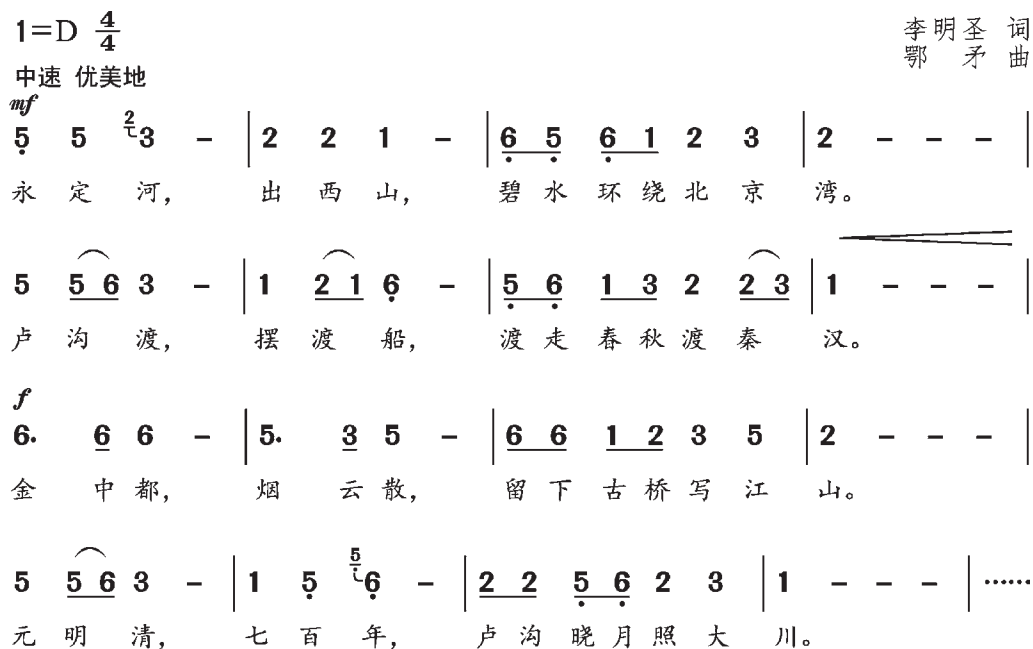 1=D 4/4
李明圣 词
鄂 矛 曲
中速 优美地
mf
5̣ 5 2 3 - | 2 2 1 - | 6̣ 5̣ 6̣ 1 2 3 | 2 - - - |
永 定 河, 出 西 山, 碧 水 环 绕 北 京 湾。
5 5 6 3 - | 1 2 1 6̣ - | 5̣ 6̣ 1 3 2 2 3 | 1 - - - |
卢 沟 渡, 摆 渡 船, 渡 走 春 秋 渡 秦 汉。
f
6. 6 6 - | 5. 3 5 - | 6 6 1 2 3 5 | 2 - - - |
金 中 都, 烟 云 散, 留 下 古 桥 写 江 山。
5 5 6 3 - | 1 5̣ 5̣ 6̣ - | 2 2 5̣ 6̣ 2 3 | 1 - - - | ……
元 明 清, 七 百 年, 卢 沟 晓 月 照 大 川。